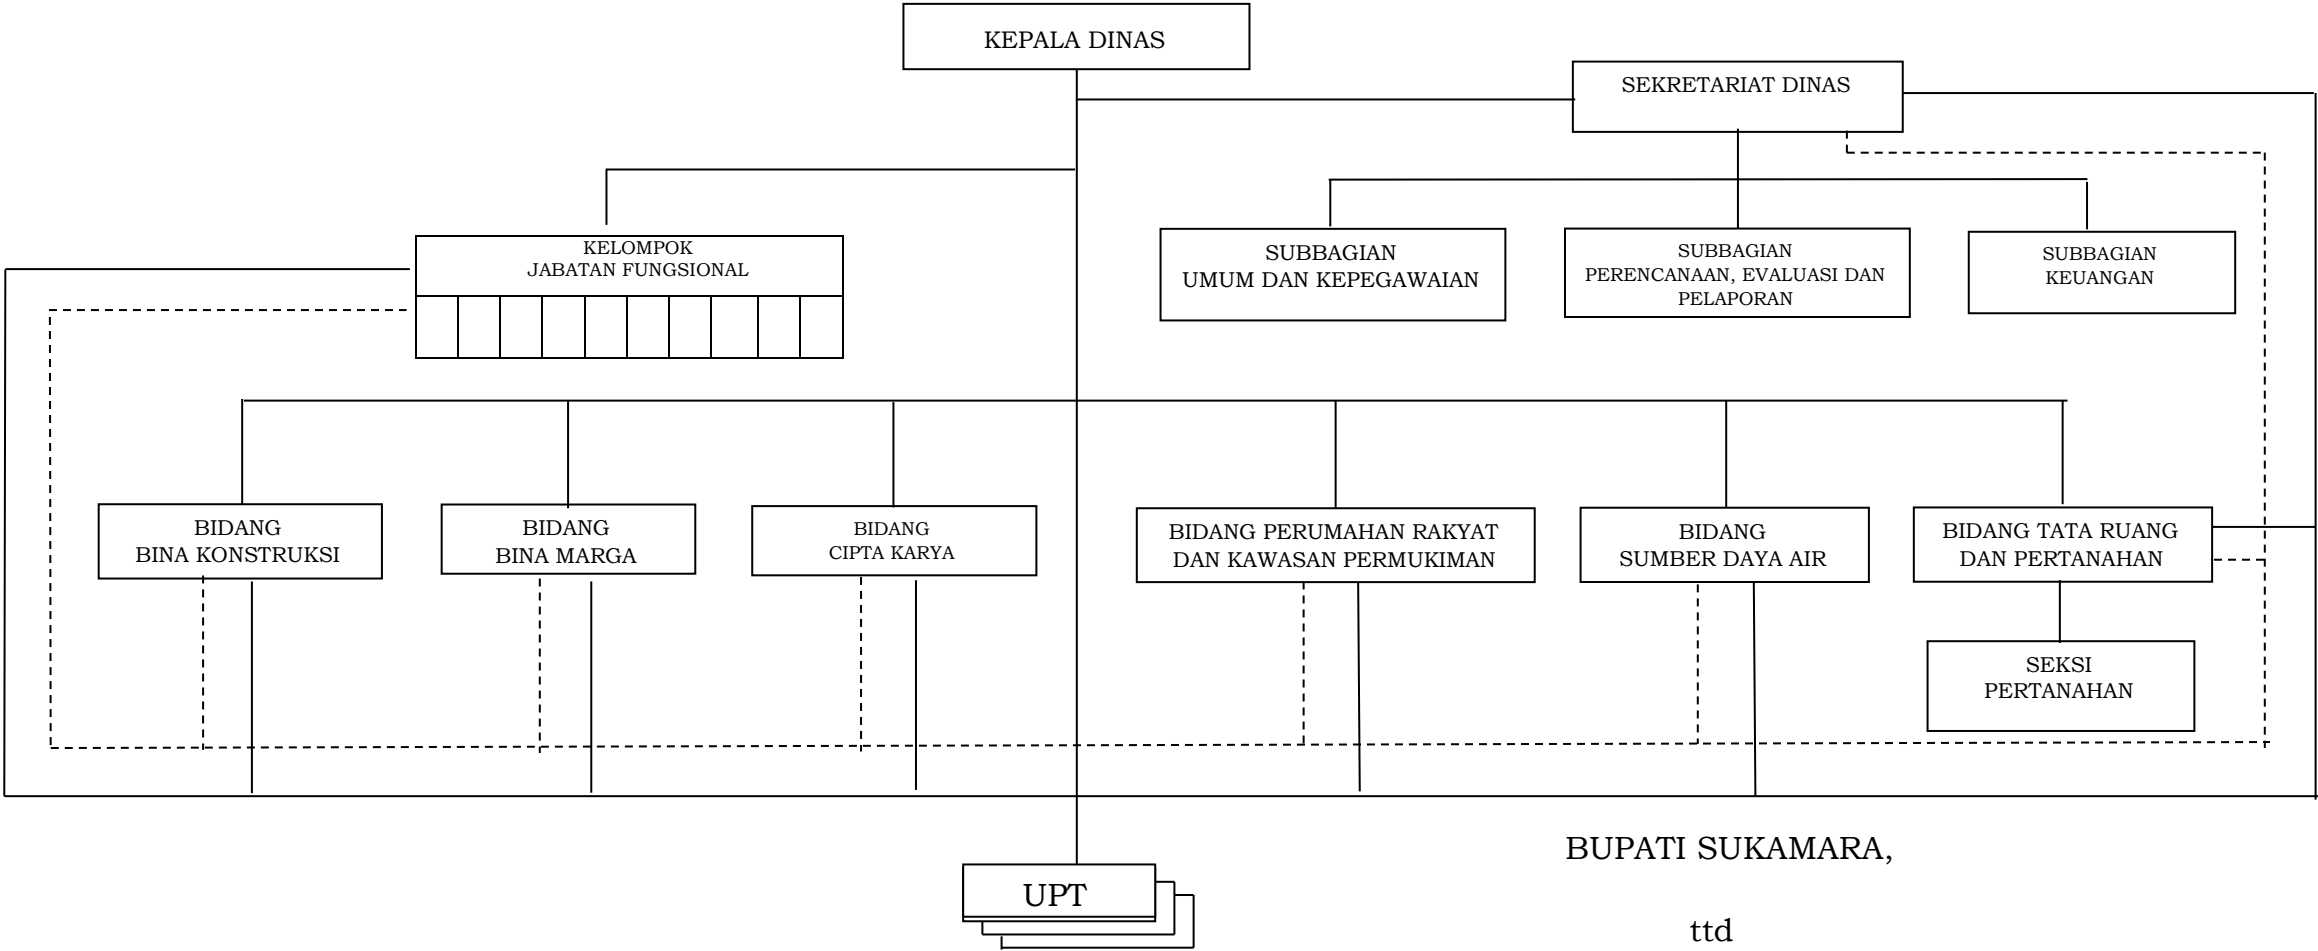 KEPALA DINAS
SEKRETARIAT DINAS
KELOMPOK
JABATAN FUNGSIONAL
SUBBAGIAN
UMUM DAN KEPEGAWAIAN
SUBBAGIAN
PERENCANAAN, EVALUASI DAN
PELAPORAN
SUBBAGIAN
KEUANGAN
BIDANG
BINA KONSTRUKSI
BIDANG
BINA MARGA
BIDANG
CIPTA KARYA
BIDANG PERUMAHAN RAKYAT
DAN KAWASAN PERMUKIMAN
BIDANG
SUMBER DAYA AIR
BIDANG TATA RUANG
DAN PERTANAHAN
SEKSI
PERTANAHAN
BUPATI SUKAMARA,
UPT
ttd